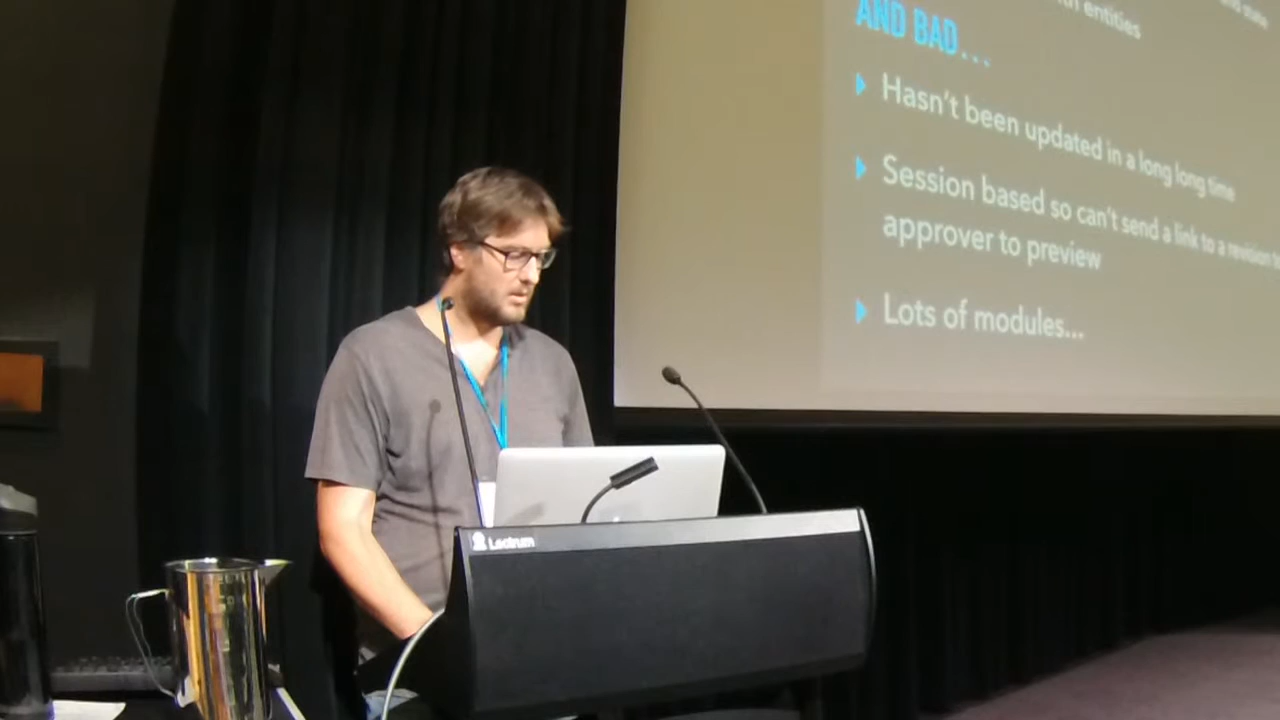 entities
AND BAD...
Hasn't been updated in a long long time
Session based so can't send a link to a revision
approver to preview
Lots of modules...
Lectrum